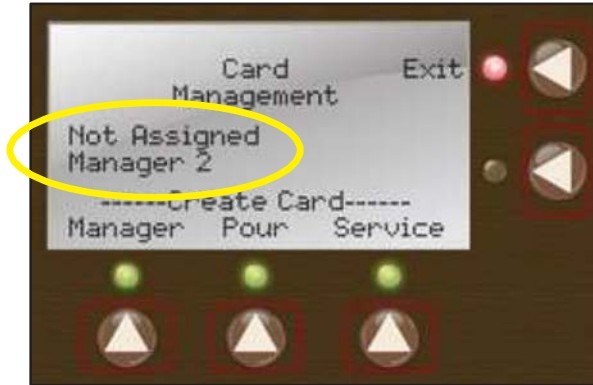 Card Exit
Management
Not Assigned
Manager 2
------Create Card------
Manager Pour Service